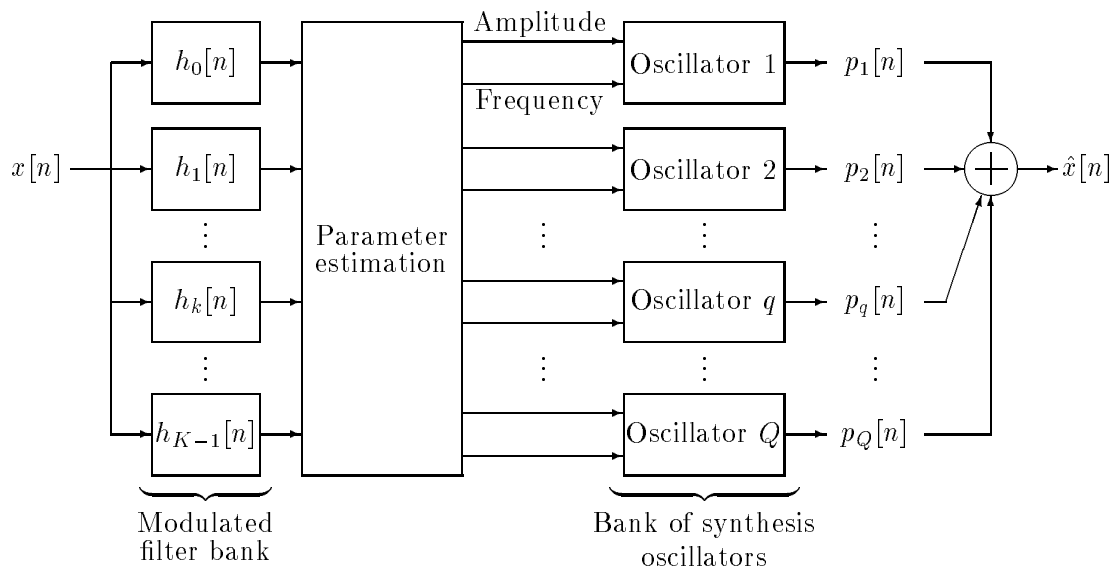 Amplitude
h₀[n]
Oscillator 1
p₁[n]
Frequency
x[n]
h₁[n]
Oscillator 2
p₂[n]
x̂[n]
Parameter
estimation
hₖ[n]
Oscillator q
p_q[n]
h_{K−1}[n]
Oscillator Q
p_Q[n]
Modulated
filter bank
Bank of synthesis
oscillators